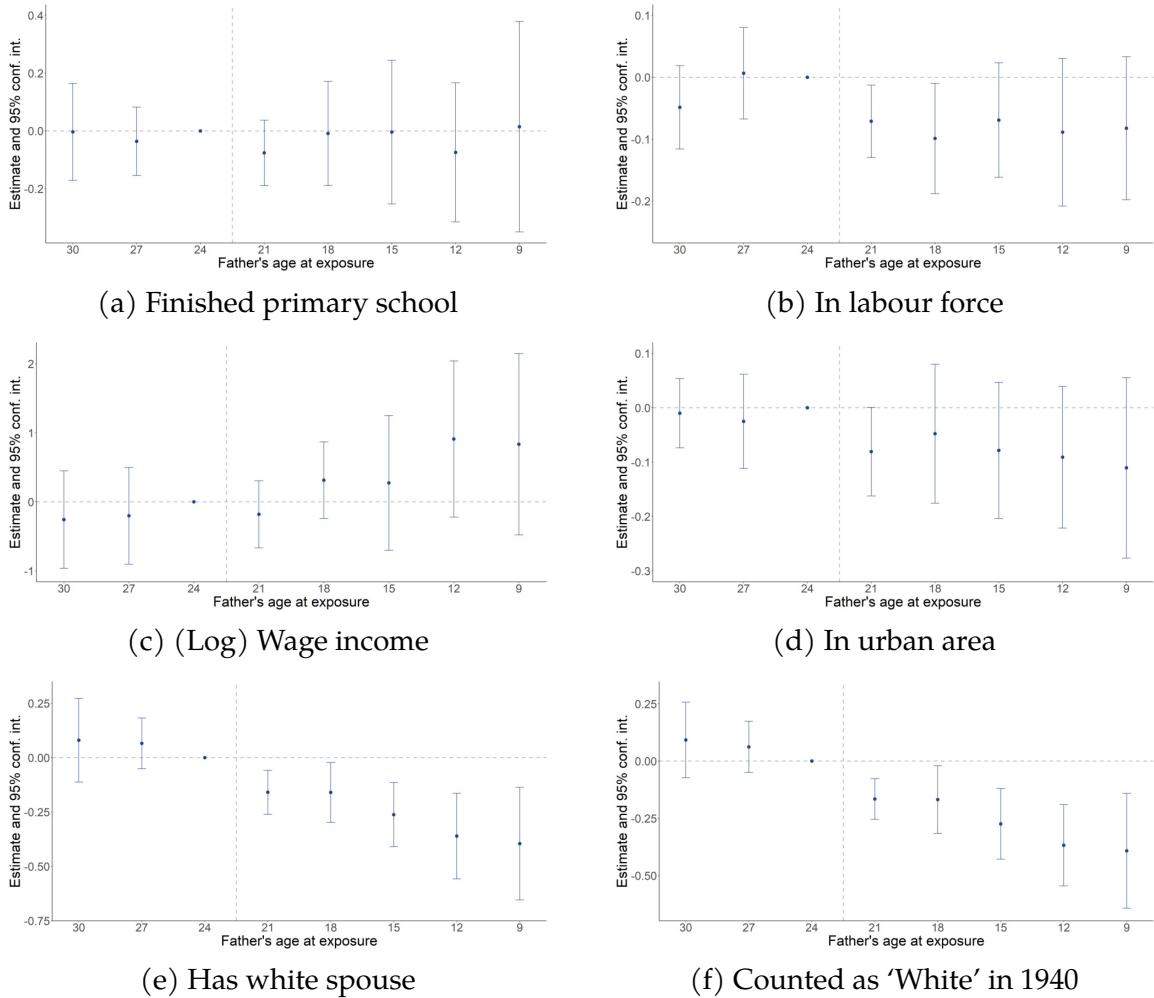 Estimate and 95% conf. int.
0.4
0.2
0.0
-0.2
30 27 24 21 18 15 12 9
Father's age at exposure
(a) Finished primary school
Estimate and 95% conf. int.
0.1
0.0
-0.1
-0.2
30 27 24 21 18 15 12 9
Father's age at exposure
(b) In labour force
Estimate and 95% conf. int.
2
1
0
-1
30 27 24 21 18 15 12 9
Father's age at exposure
(c) (Log) Wage income
Estimate and 95% conf. int.
0.1
0.0
-0.1
-0.2
-0.3
30 27 24 21 18 15 12 9
Father's age at exposure
(d) In urban area
Estimate and 95% conf. int.
0.25
0.00
-0.25
-0.50
-0.75
30 27 24 21 18 15 12 9
Father's age at exposure
(e) Has white spouse
Estimate and 95% conf. int.
0.25
0.00
-0.25
-0.50
30 27 24 21 18 15 12 9
Father's age at exposure
(f) Counted as ‘White’ in 1940